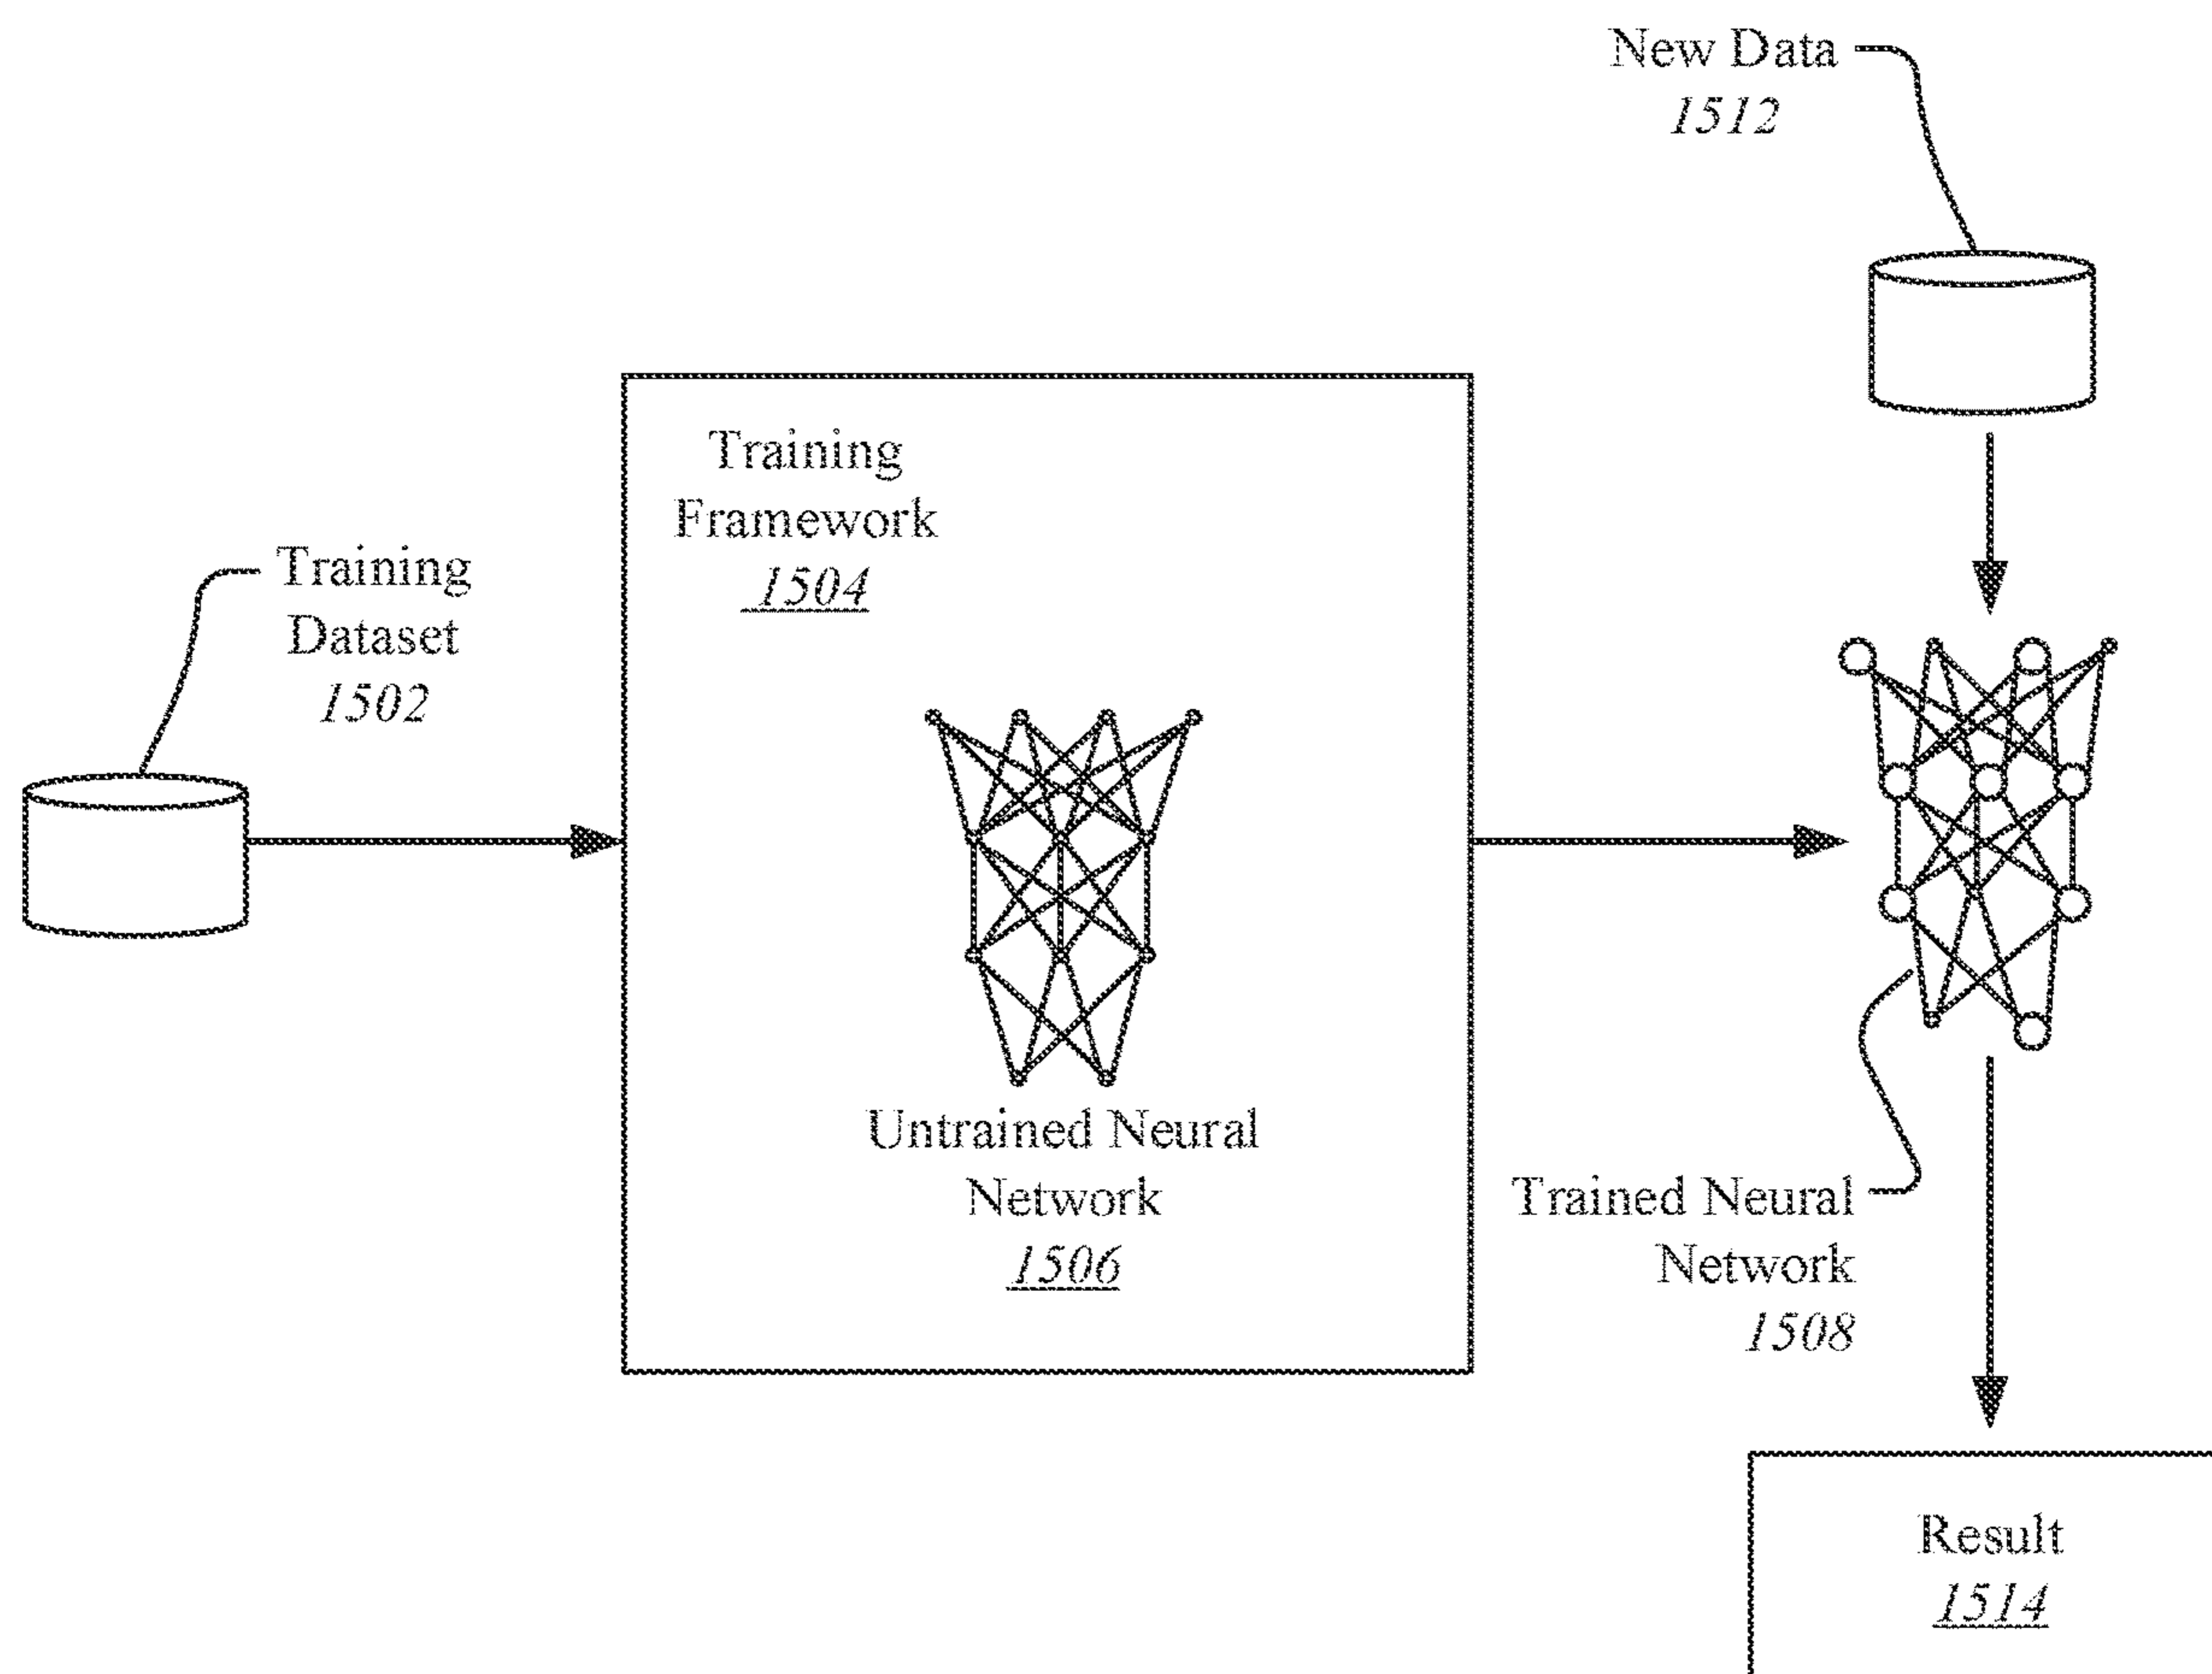 New Data
1512
Training
Framework
1504
Training
Dataset
1502
Untrained Neural
Network
1506
Trained Neural
Network
1508
Result
1514